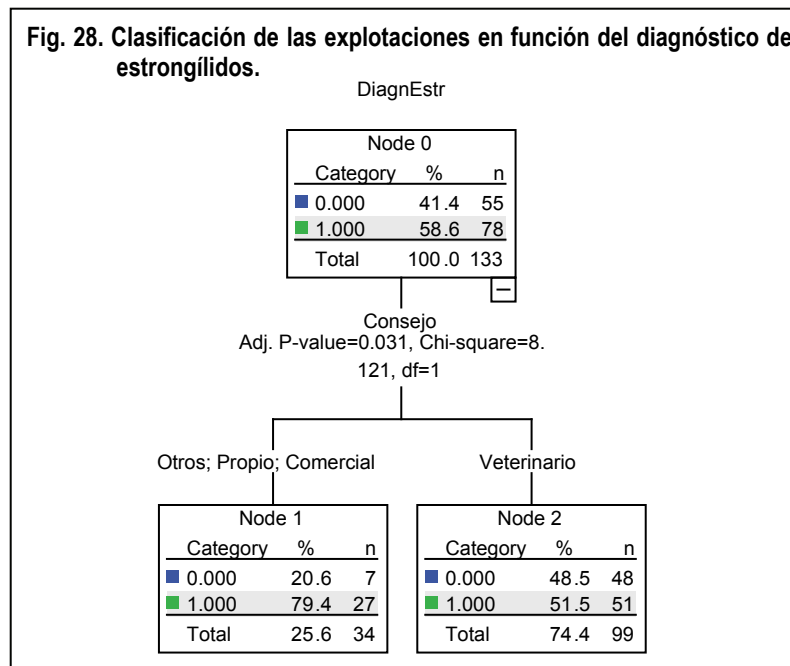 Fig. 28. Clasificación de las explotaciones en función del diagnóstico de
estrongílidos.
DiagnEstr
Node 0
Category % n
0.000 41.4 55
1.000 58.6 78
Total 100.0 133
Consejo
Adj. P-value=0.031, Chi-square=8.
121, df=1
Otros; Propio; Comercial
Veterinario
Node 1
Category % n
0.000 20.6 7
1.000 79.4 27
Total 25.6 34
Node 2
Category % n
0.000 48.5 48
1.000 51.5 51
Total 74.4 99